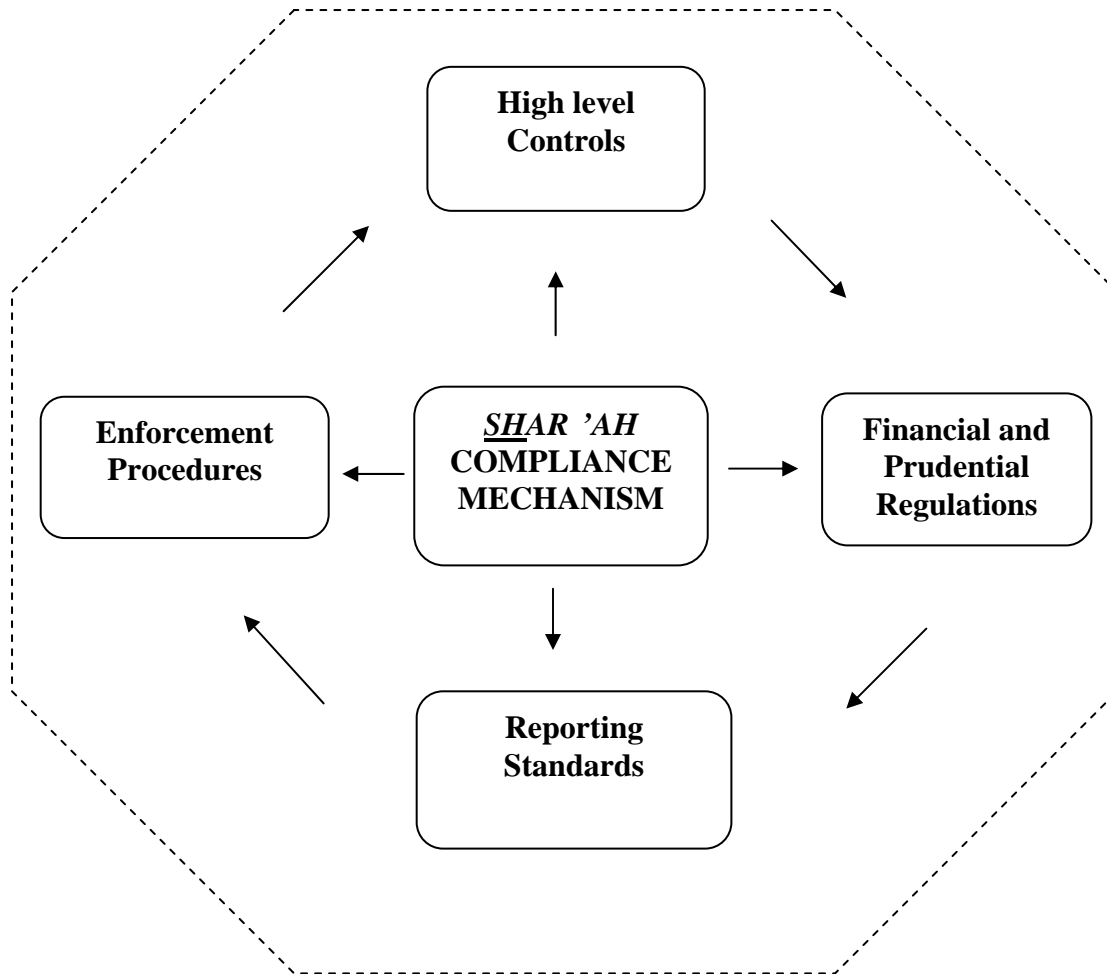 High level
Controls
Enforcement
Procedures
SHAR ’AH
COMPLIANCE
MECHANISM
Financial and
Prudential
Regulations
Reporting
Standards